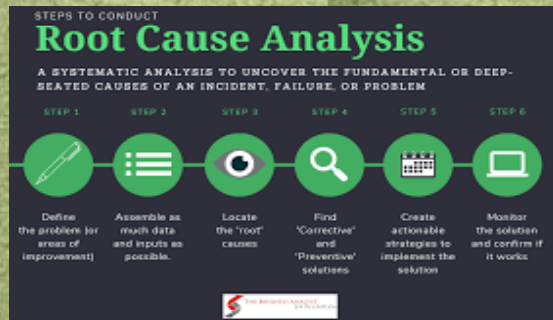 STEPS TO CONDUCT
Root Cause Analysis
A SYSTEMATIC ANALYSIS TO UNCOVER THE FUNDAMENTAL OR DEEP-
SEATED CAUSES OF AN INCIDENT, FAILURE, OR PROBLEM
STEP 1
Define
the problem (or
areas of
improvement)
STEP 2
Assemble as
much data
and inputs as
possible.
STEP 3
Locate
the "root"
causes
STEP 4
Find
"Corrective"
and
"Preventive"
solutions
STEP 5
Create
actionable
strategies to
implement the
solution
STEP 6
Monitor
the solution
and confirm if
it works
THE BUSINESS ANALYST